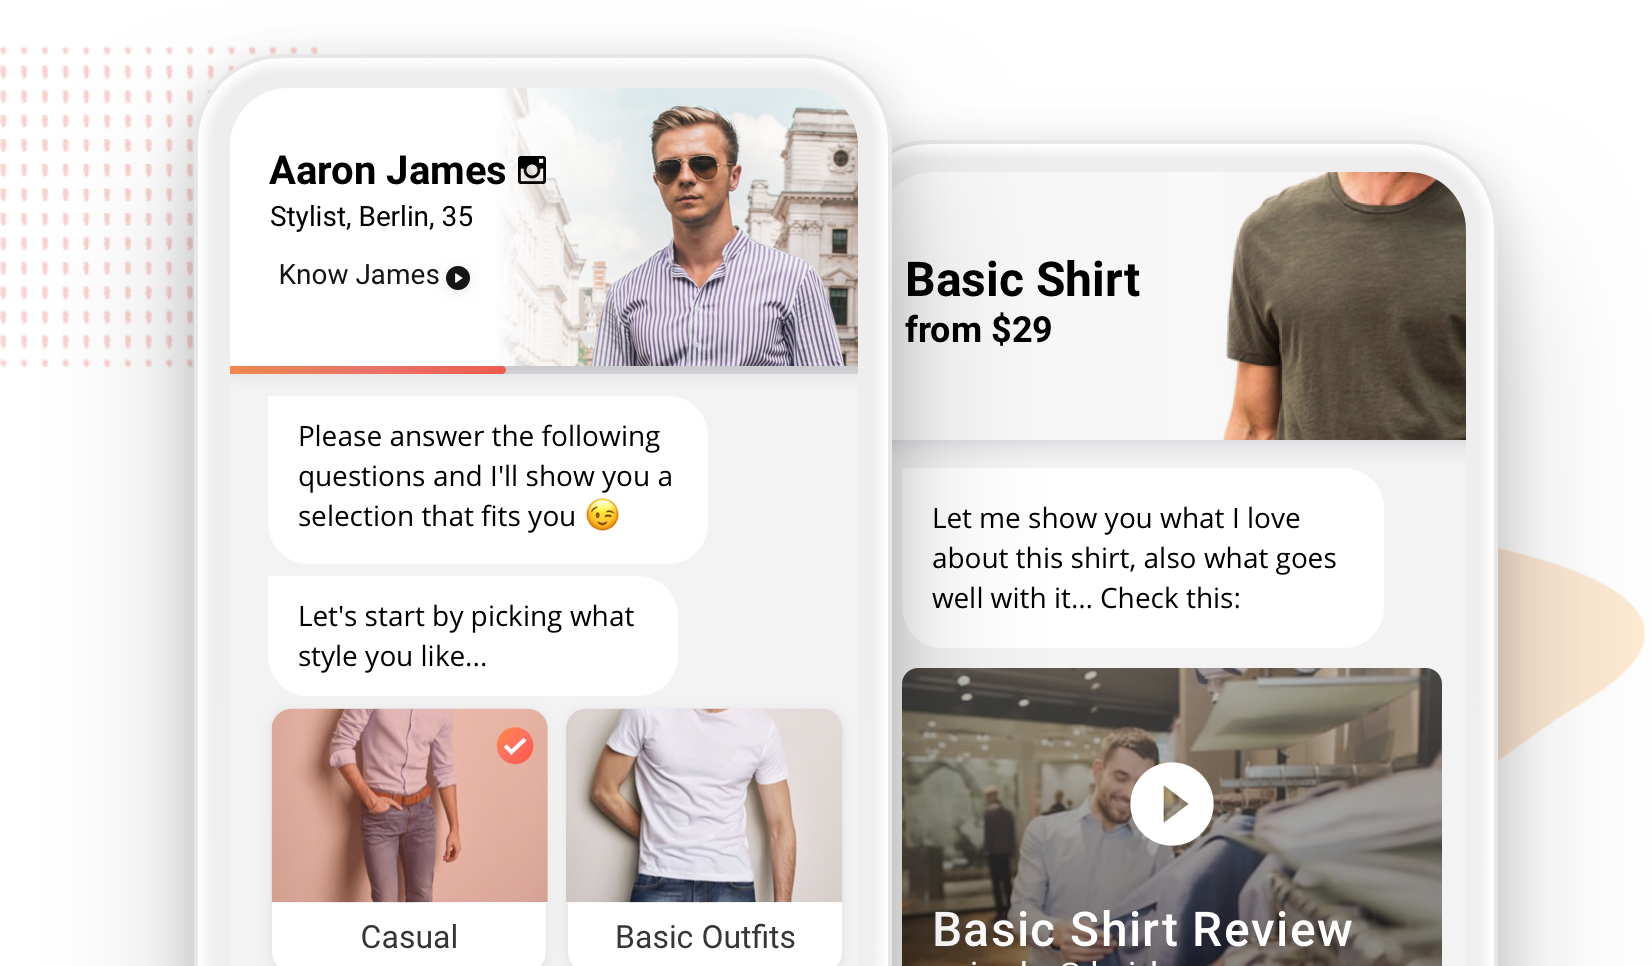 Aaron James
Stylist, Berlin, 35
Know James
Please answer the following
questions and I'll show you a
selection that fits you 😉
Let's start by picking what
style you like...
Casual
Basic Outfits
Basic Shirt
from $29
Let me show you what I love
about this shirt, also what goes
well with it... Check this:
Basic Shirt Review